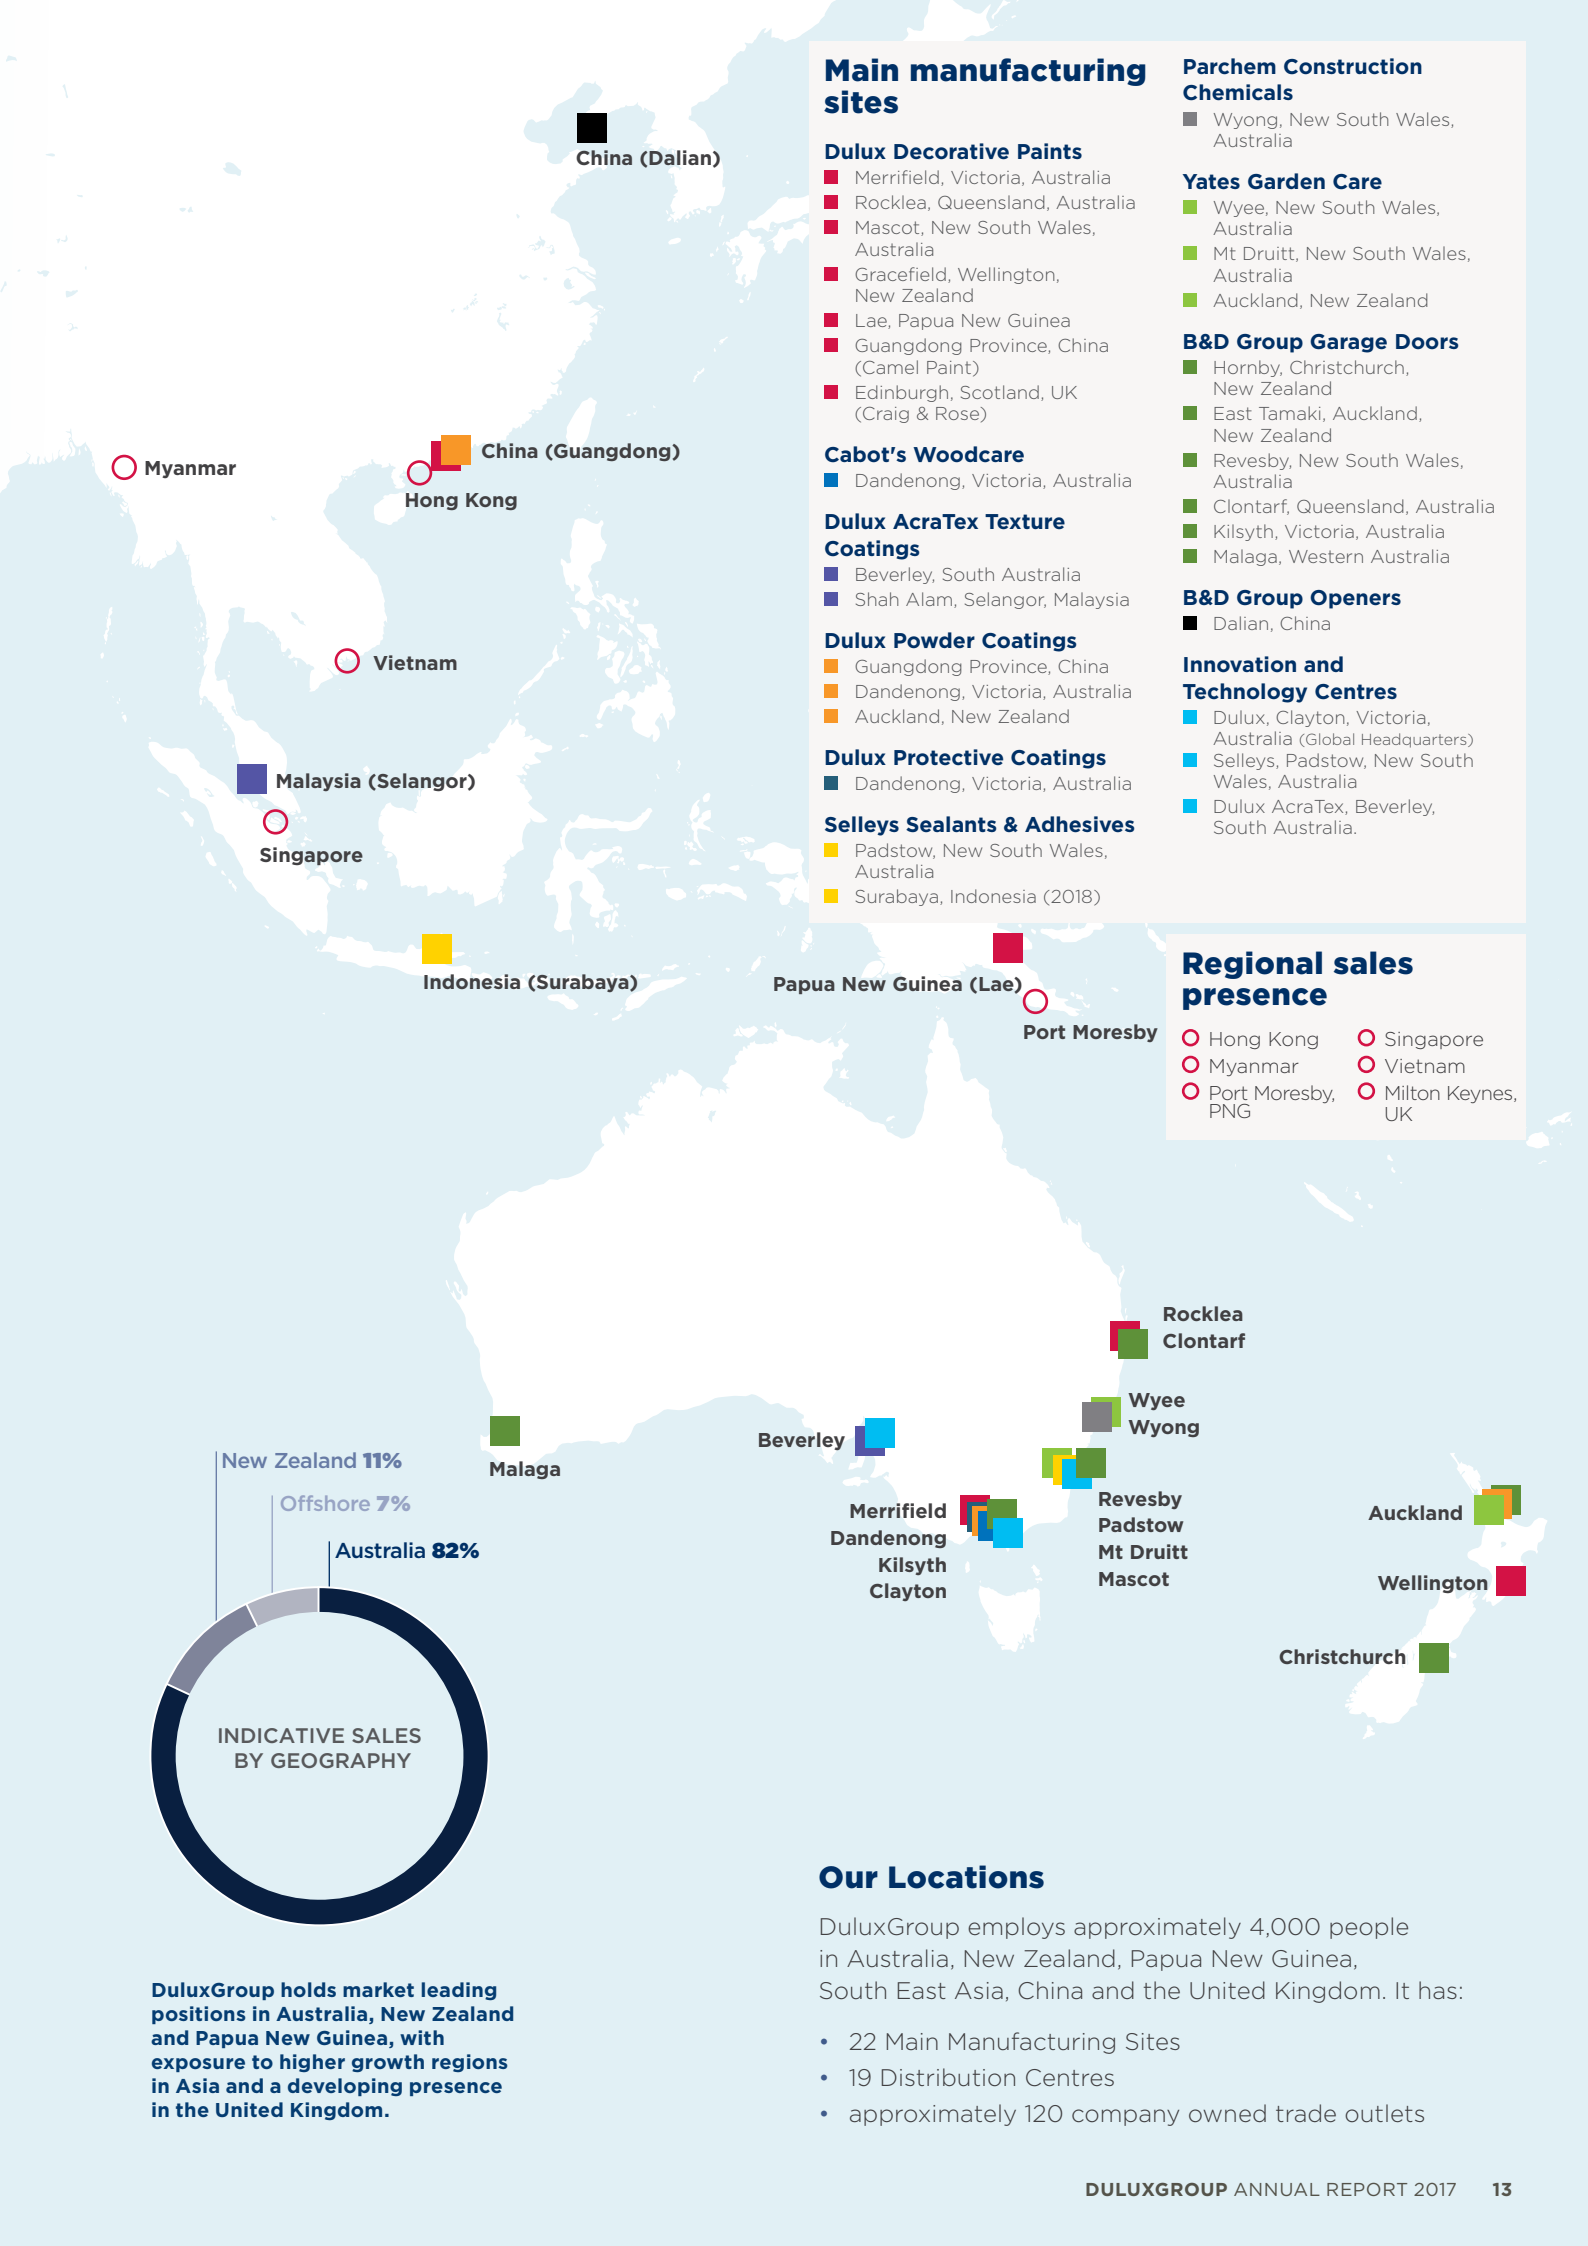 Main manufacturing
sites
Dulux Decorative Paints
Merrifield, Victoria, Australia
Rocklea, Queensland, Australia
Mascot, New South Wales,
Australia
Gracefield, Wellington,
New Zealand
Lae, Papua New Guinea
Guangdong Province, China
(Camel Paint)
Edinburgh, Scotland, UK
(Craig & Rose)
Cabot's Woodcare
Dandenong, Victoria, Australia
Dulux AcraTex Texture
Coatings
Beverley, South Australia
Shah Alam, Selangor, Malaysia
Dulux Powder Coatings
Guangdong Province, China
Dandenong, Victoria, Australia
Auckland, New Zealand
Dulux Protective Coatings
Dandenong, Victoria, Australia
Selleys Sealants & Adhesives
Padstow, New South Wales,
Australia
Surabaya, Indonesia (2018)
Parchem Construction
Chemicals
Wyong, New South Wales,
Australia
Yates Garden Care
Wyee, New South Wales,
Australia
Mt Druitt, New South Wales,
Australia
Auckland, New Zealand
B&D Group Garage Doors
Hornby, Christchurch,
New Zealand
East Tamaki, Auckland,
New Zealand
Revesby, New South Wales,
Australia
Clontarf, Queensland, Australia
Kilsyth, Victoria, Australia
Malaga, Western Australia
B&D Group Openers
Dalian, China
Innovation and
Technology Centres
Dulux, Clayton, Victoria,
Australia (Global Headquarters)
Selleys, Padstow, New South
Wales, Australia
Dulux AcraTex, Beverley,
South Australia.
Regional sales
presence
Hong Kong
Myanmar
Port Moresby,
PNG
Singapore
Vietnam
Milton Keynes,
UK
China (Dalian)
China (Guangdong)
Myanmar
Hong Kong
Vietnam
Malaysia (Selangor)
Singapore
Indonesia (Surabaya)
Papua New Guinea (Lae)
Port Moresby
Rocklea
Clontarf
Wyee
Wyong
Beverley
Malaga
Merrifield
Dandenong
Kilsyth
Clayton
Revesby
Padstow
Mt Druitt
Mascot
Auckland
Wellington
Christchurch
New Zealand 11%
Offshore 7%
Australia 82%
INDICATIVE SALES
BY GEOGRAPHY
DuluxGroup holds market leading
positions in Australia, New Zealand
and Papua New Guinea, with
exposure to higher growth regions
in Asia and a developing presence
in the United Kingdom.
Our Locations
DuluxGroup employs approximately 4,000 people
in Australia, New Zealand, Papua New Guinea,
South East Asia, China and the United Kingdom. It has:
• 22 Main Manufacturing Sites
• 19 Distribution Centres
• approximately 120 company owned trade outlets
DULUXGROUP ANNUAL REPORT 2017 13